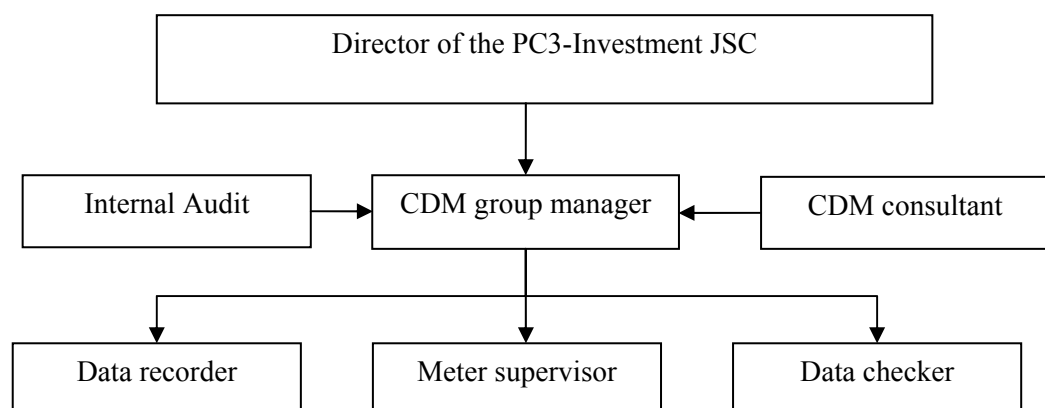 Director of the PC3-Investment JSC
Internal Audit
CDM group manager
CDM consultant
Data recorder
Meter supervisor
Data checker